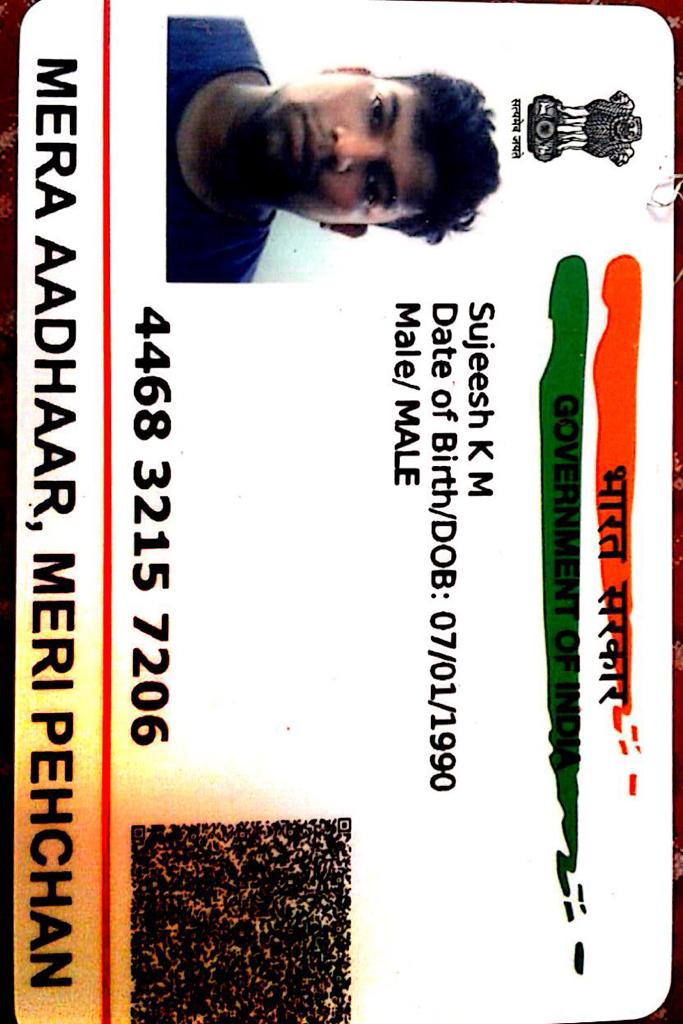 सत्यमेव जयते
भारत सरकार
GOVERNMENT OF INDIA
Sujeesh K M
Date of Birth/DOB: 07/01/1990
Male/ MALE
4468 3215 7206
MERA AADHAAR, MERI PEHCHAN